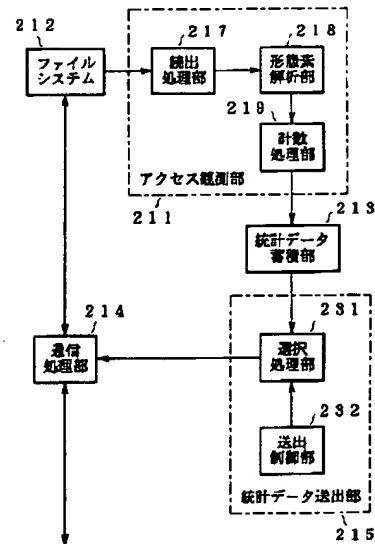 212
217
218
ファイル
システム
読出
処理部
形態素
解析部
219
計数
処理部
アクセス観測部
211
213
統計データ
蓄積部
214
231
通信
処理部
選択
処理部
232
送出
制御部
統計データ送出部
215